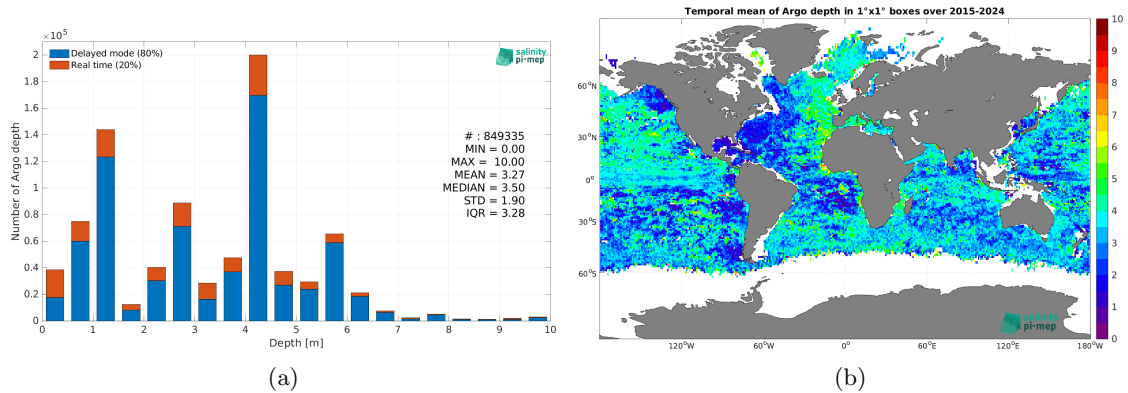 ×10⁵
2
1.8
1.6
1.4
1.2
1
0.8
0.6
0.4
0.2
0
Number of Argo depth
Delayed mode (80%)
Real time (20%)
salinity
pi-mep
# : 849335
MIN = 0.00
MAX = 10.00
MEAN = 3.27
MEDIAN = 3.50
STD = 1.90
IQR = 3.28
0 1 2 3 4 5 6 7 8 9 10
Depth [m]
(a)
Temporal mean of Argo depth in 1°x1° boxes over 2015-2024
60°N
30°N
0°
30°S
60°S
120°W 60°W 0° 60°E 120°E 180°W
salinity
pi-mep
10
9
8
7
6
5
4
3
2
1
0
(b)